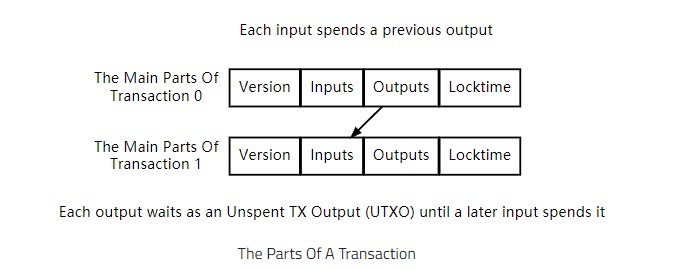 Each input spends a previous output
The Main Parts Of
Transaction 0
Version Inputs Outputs Locktime
The Main Parts Of
Transaction 1
Version Inputs Outputs Locktime
Each output waits as an Unspent TX Output (UTXO) until a later input spends it
The Parts Of A Transaction